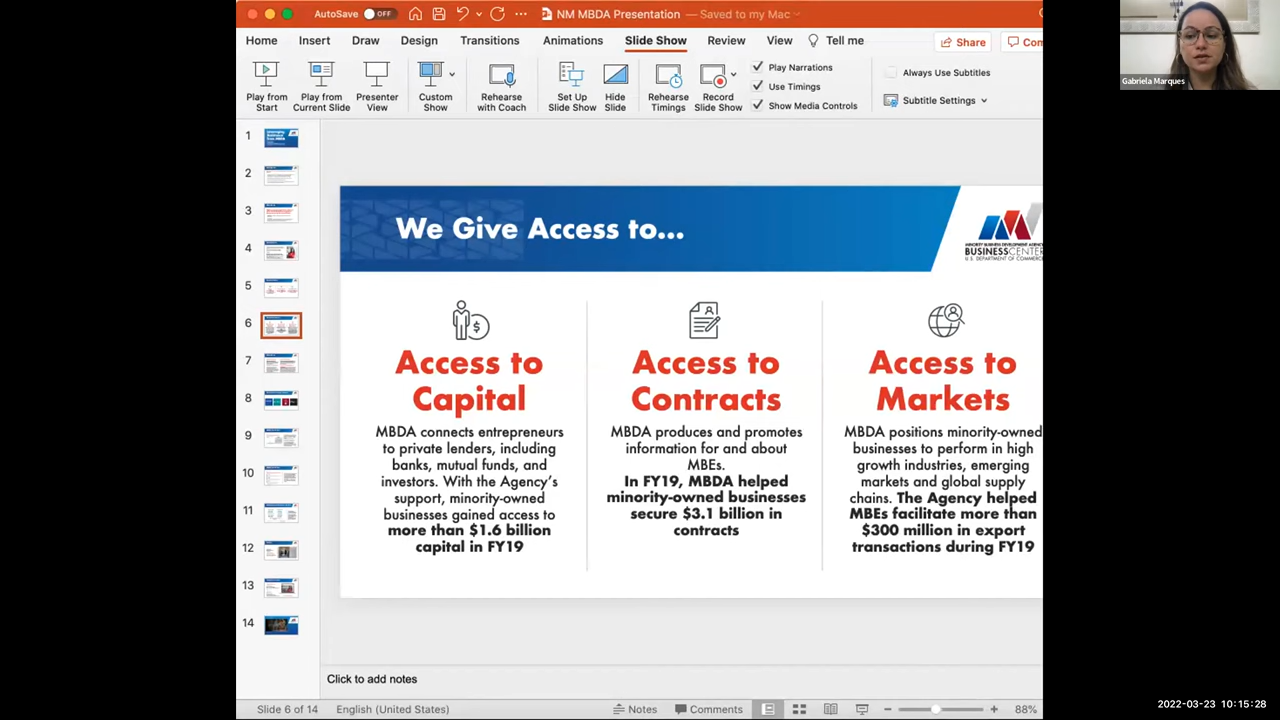 AutoSave OFF NM MBDA Presentation — Saved to my Mac
Home Insert Draw Design Transitions Animations Slide Show Review View Tell me Share Com
Play from Start
Play from Current Slide
Presenter View
Custom Show
Rehearse with Coach
Set Up Slide Show
Hide Slide
Rehearse Timings
Record Slide Show
Play Narrations
Use Timings
Show Media Controls
Always Use Subtitles
Subtitle Settings
Gabriela Marques
1
2
3
4
5
6
7
8
9
10
11
12
13
14
We Give Access to...
MINORITY BUSINESS DEVELOPMENT AGENCY
BUSINESS CENTER
U.S. DEPARTMENT OF COMMERCE
Access to
Capital
MBDA connects entreprenerus
to private lenders, including
banks, mutual funds, and
investors. With the Agency's
support, minority-owned
businesses gained access to
more than $1.6 billion
capital in FY19
Access to
Contracts
MBDA produces and promotes
information for and about
MBEs.
In FY19, MBDA helped
minority-owned businesses
secure $3.1 billion in
contracts
Access to
Markets
MBDA positions minority-owned
businesses to perform in high
growth industries, emerging
markets and global supply
chains. The Agency helped
MBEs facilitate more than
$300 million in export
transactions during FY19
Click to add notes
Slide 6 of 14 English (United States) Notes Comments 88%
2022-03-23 10:15:28